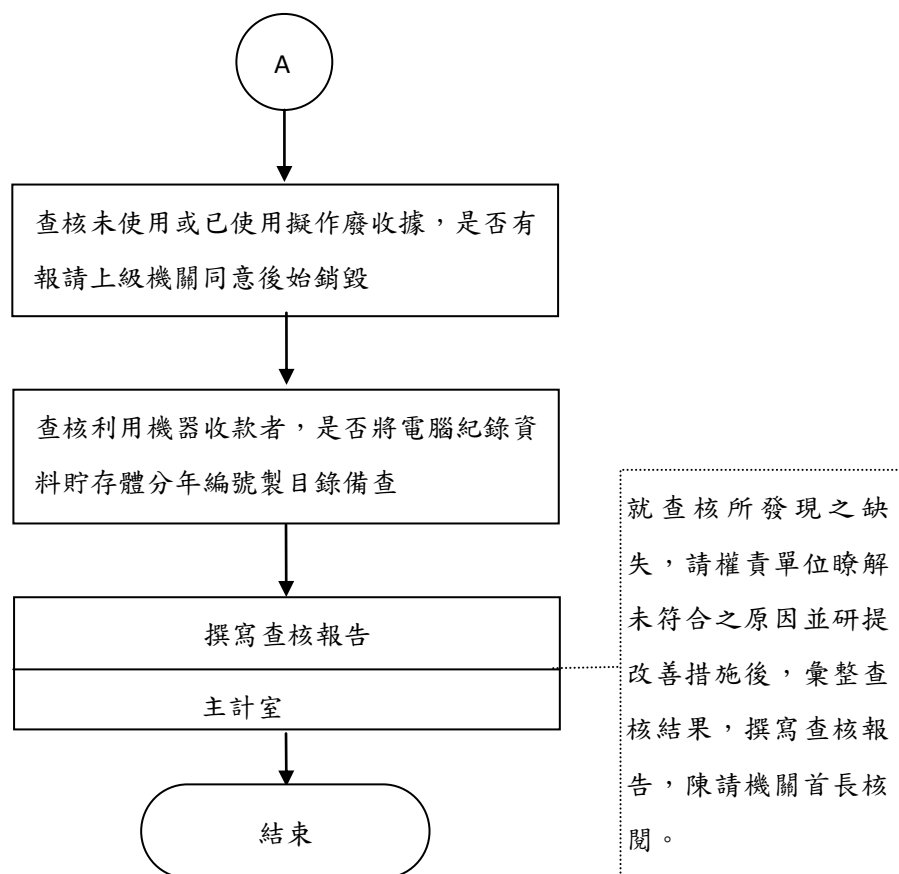 A
查核未使用或已使用擬作廢收據，是否有
報請上級機關同意後始銷毀
查核利用機器收款者，是否將電腦紀錄資
料貯存體分年編號製目錄備查
撰寫查核報告
主計室
結束
就查核所發現之缺
失，請權責單位瞭解
未符合之原因並研提
改善措施後，彙整查
核結果，撰寫查核報
告，陳請機關首長核
閱。